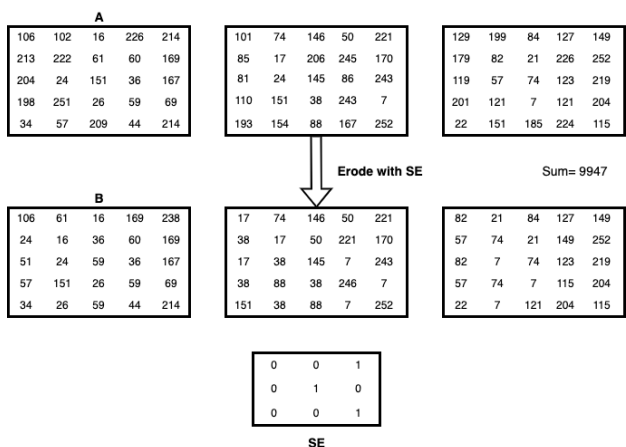 A
106 102 16 226 214 101 74 146 50 221 129 199 84 127 149
213 222 61 60 169 85 17 206 245 170 179 82 21 226 252
204 24 151 36 167 81 24 145 86 243 119 57 74 123 219
198 251 26 59 69 110 151 38 243 7 201 121 7 121 204
34 57 209 44 214 193 154 88 167 252 22 151 185 224 115
Erode with SE Sum= 9947
B
106 61 16 169 238 17 74 146 50 221 82 21 84 127 149
24 16 36 60 169 38 17 50 221 170 57 74 21 149 252
51 24 59 36 167 17 38 145 7 243 82 7 74 123 219
57 151 26 59 69 38 88 38 246 7 57 74 7 115 204
34 26 59 44 214 151 38 88 7 252 22 7 121 204 115
0 0 1
0 1 0
0 0 1
SE